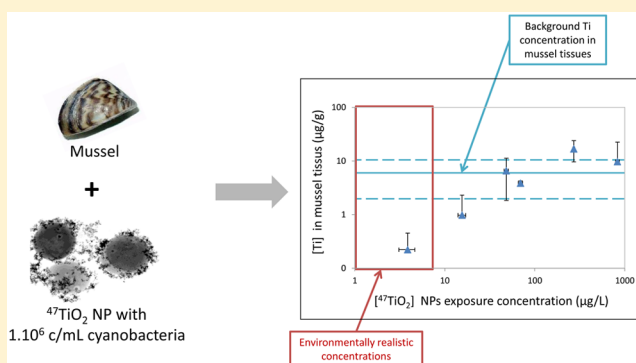 Mussel
+
⁴⁷TiO₂ NP with
1.10⁶ c/mL cyanobacteria
Background Ti
concentration in
mussel tissues
[Ti] in mussel tissus (µg/g)
100
10
1
0
1
10
100
1000
[⁴⁷TiO₂] NPs exposure concentration (µg/L)
Environmentally realistic
concentrations